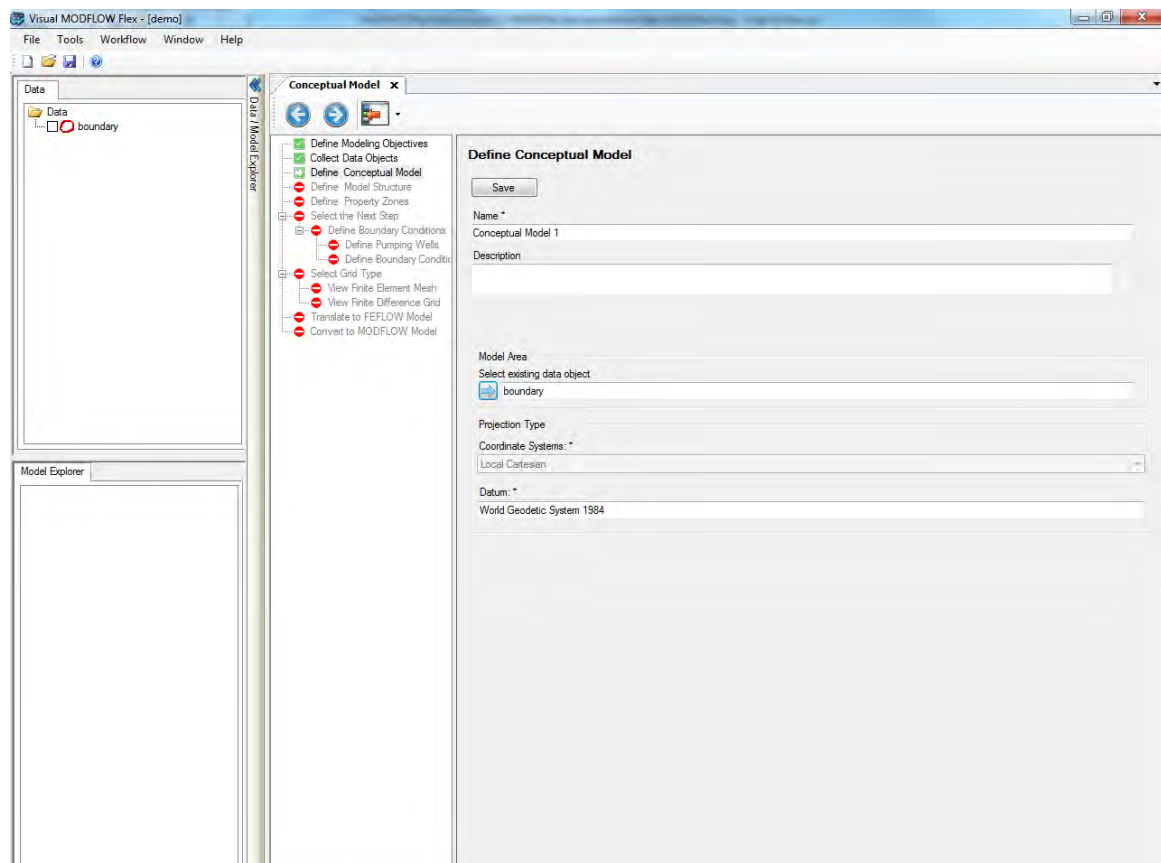 Visual MODFLOW Flex - [demo]
File Tools Workflow Window Help
Data
Data
boundary
Data / Model Explorer
Model Explorer
Conceptual Model x
Define Modeling Objectives
Collect Data Objects
Define Conceptual Model
Define Model Structure
Define Property Zones
Select the Next Step
Define Boundary Conditions
Define Pumping Wells
Define Boundary Conditic
Select Grid Type
View Finite Element Mesh
View Finite Difference Grid
Translate to FEFLOW Model
Convert to MODFLOW Model
Define Conceptual Model
Save
Name *
Conceptual Model 1
Description
Model Area
Select existing data object
boundary
Projection Type
Coordinate Systems: *
Local Cartesian
Datum: *
World Geodetic System 1984